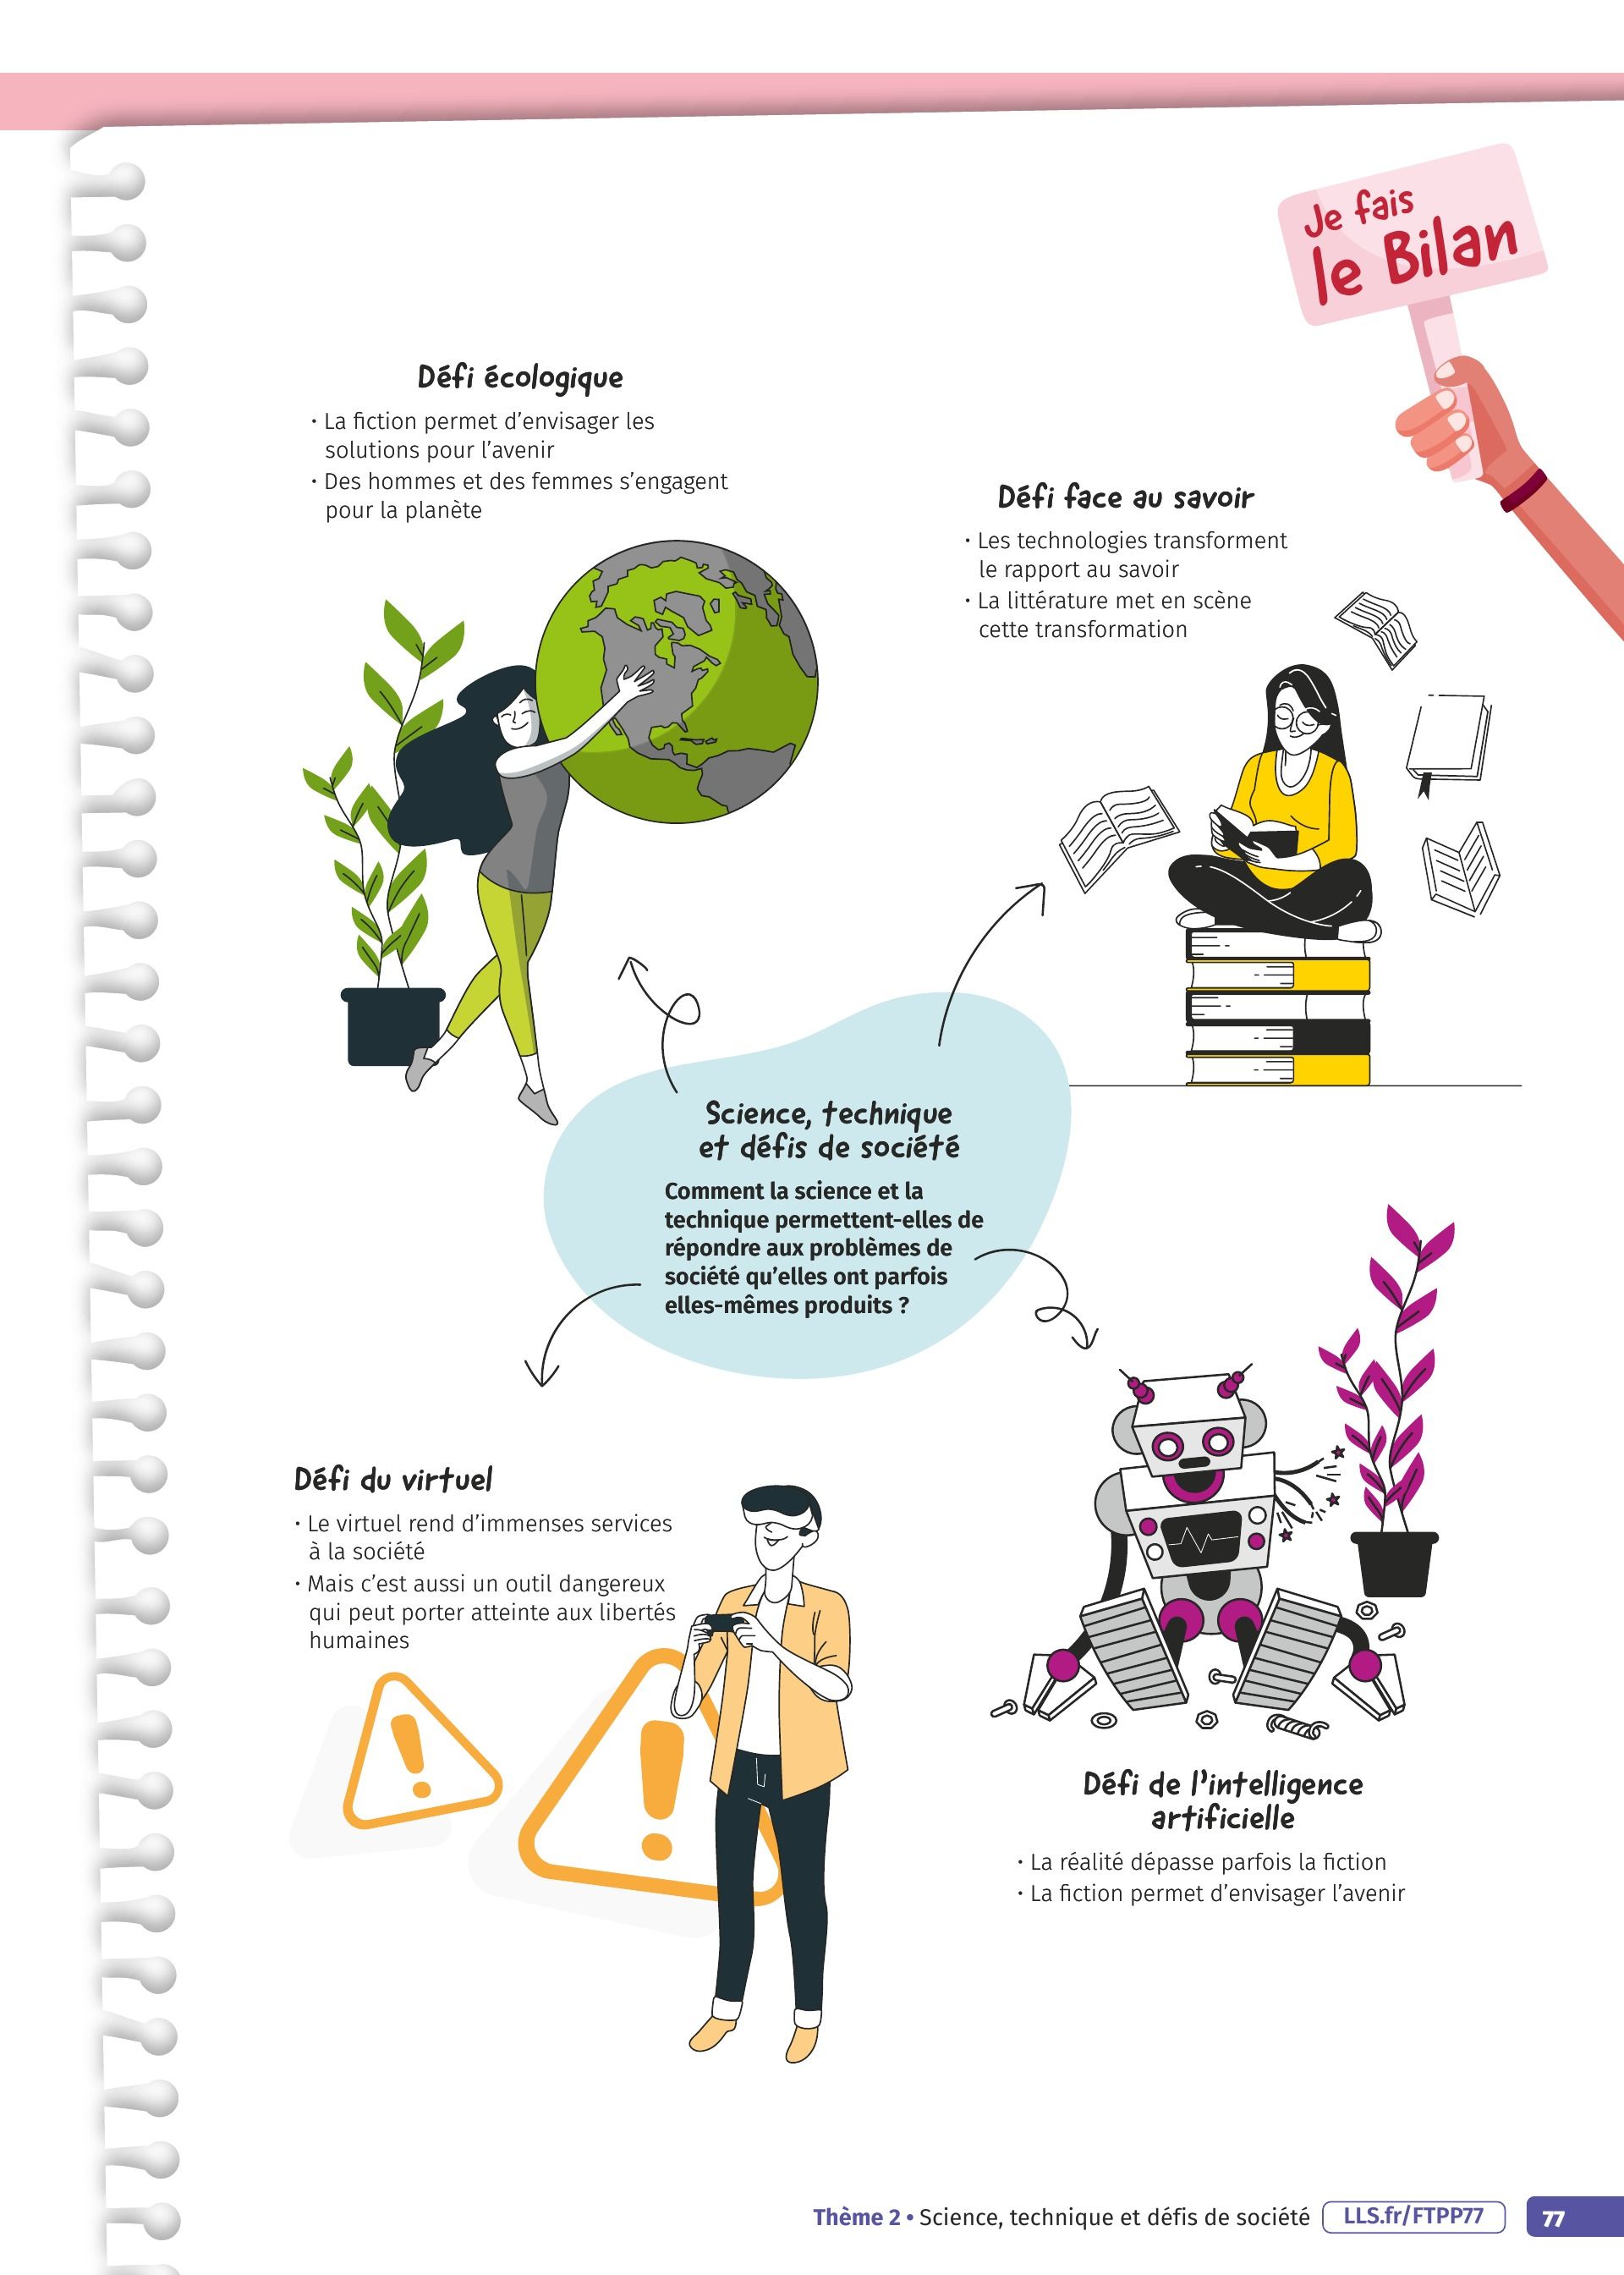 Je fais
le Bilan
Défi écologique
• La fiction permet d'envisager les
solutions pour l'avenir
• Des hommes et des femmes s'engagent
pour la planète
Défi face au savoir
• Les technologies transforment
le rapport au savoir
• La littérature met en scène
cette transformation
Science, technique
et défis de société
Comment la science et la
technique permettent-elles de
répondre aux problèmes de
société qu'elles ont parfois
elles-mêmes produits ?
Défi du virtuel
• Le virtuel rend d'immenses services
à la société
• Mais c'est aussi un outil dangereux
qui peut porter atteinte aux libertés
humaines
Défi de l'intelligence
artificielle
• La réalité dépasse parfois la fiction
• La fiction permet d'envisager l'avenir
Thème 2 • Science, technique et défis de société LLS.fr/FTPP77 77